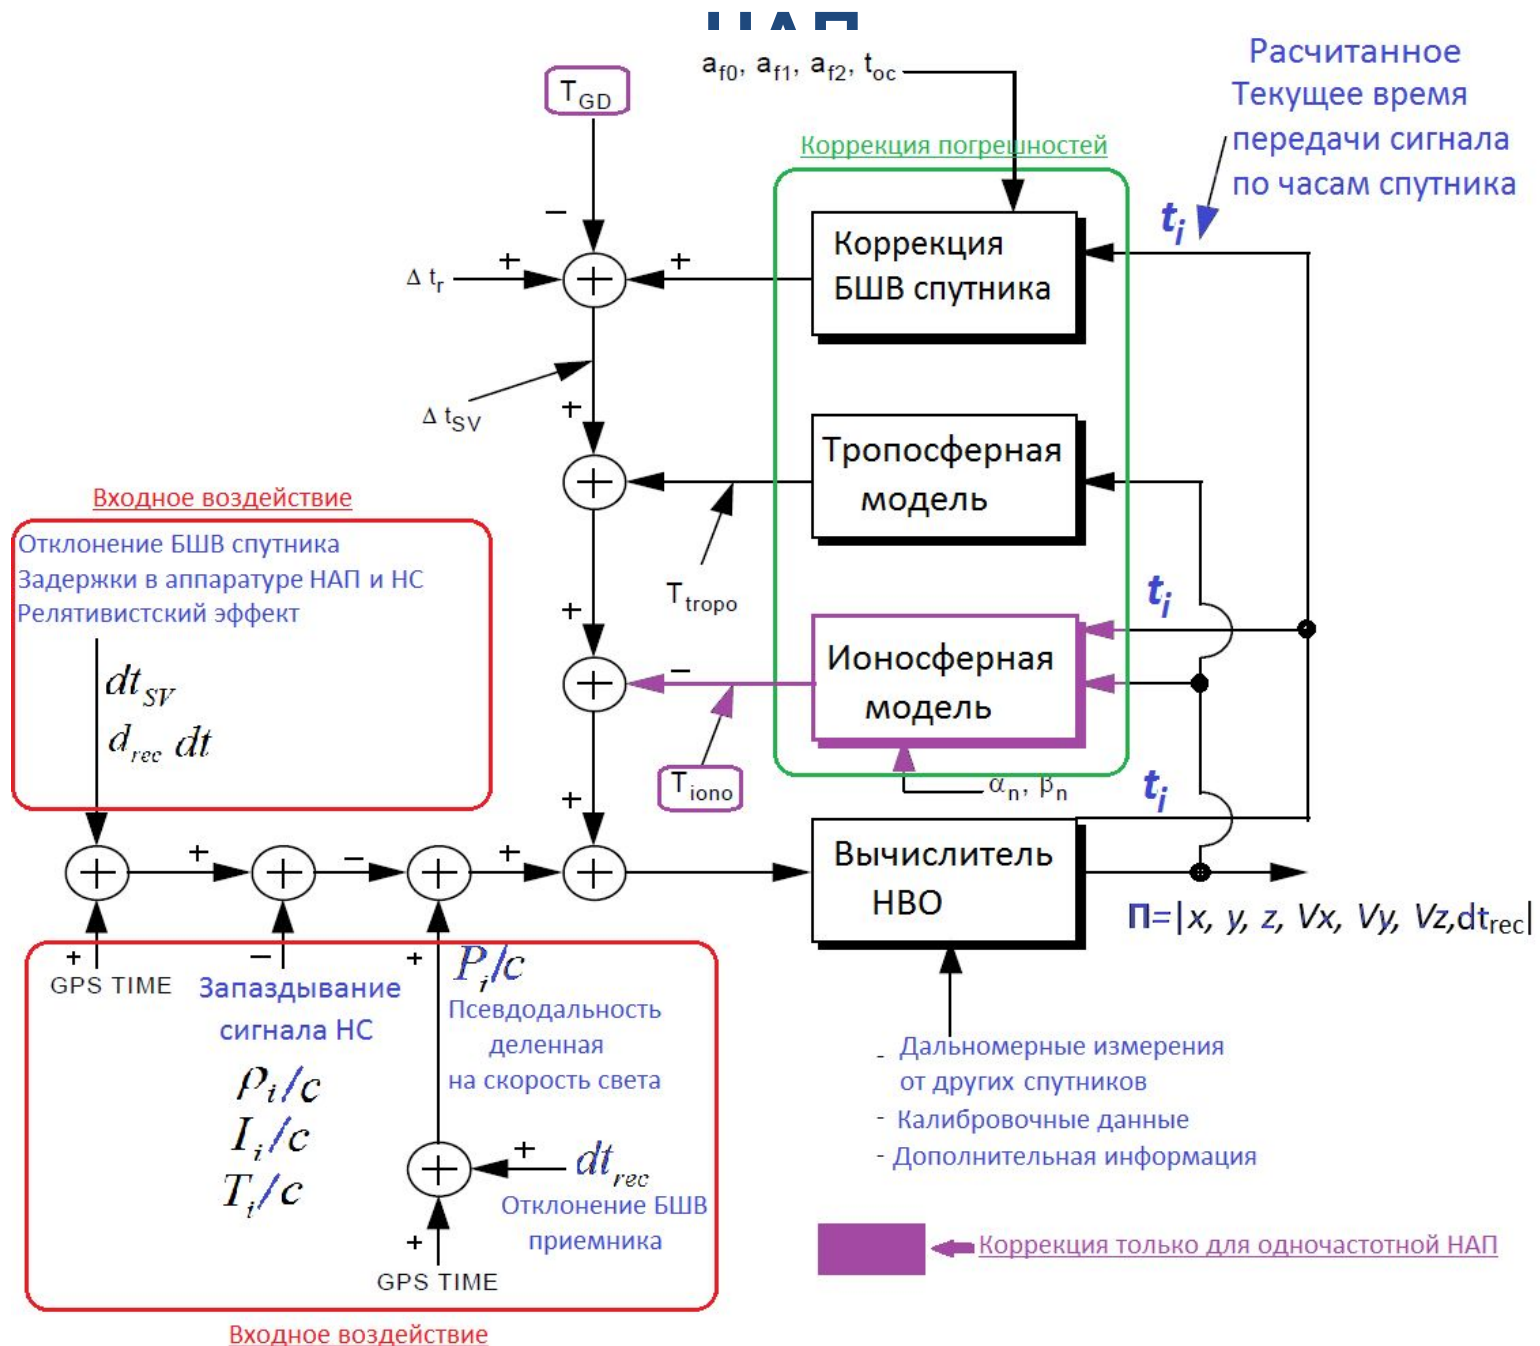 Расчитанное
Текущее время
передачи сигнала
по часам спутника
a_f0, a_f1, a_f2, t_oc
T_GD
Коррекция погрешностей
t_i
−
Коррекция
БШВ спутника
+
+
Δ t_r
+
Δ t_SV
+
Тропосферная
модель
+
Входное воздействие
Отклонение БШВ спутника
Задержки в аппаратуре НАП и НС
Релятивистский эффект
T_tropo
t_i
+
Ионосферная
модель
−
+
dt_SV
d_rec dt
T_iono
α_n, β_n
t_i
+
Вычислитель
НВО
+
+
−
+
+
+
+
П=|x, y, z, Vx, Vy, Vz,dt_rec|
+
GPS TIME
−
Запаздывание
сигнала НС
ρ_i/c
I_i/c
T_i/c
+
P_i/c
Псевдодальность
деленная
на скорость света
- Дальномерные измерения
от других спутников
- Калибровочные данные
- Дополнительная информация
+
+
dt_rec
Отклонение БШВ
приемника
+
GPS TIME
Коррекция только для одночастотной НАП
Входное воздействие